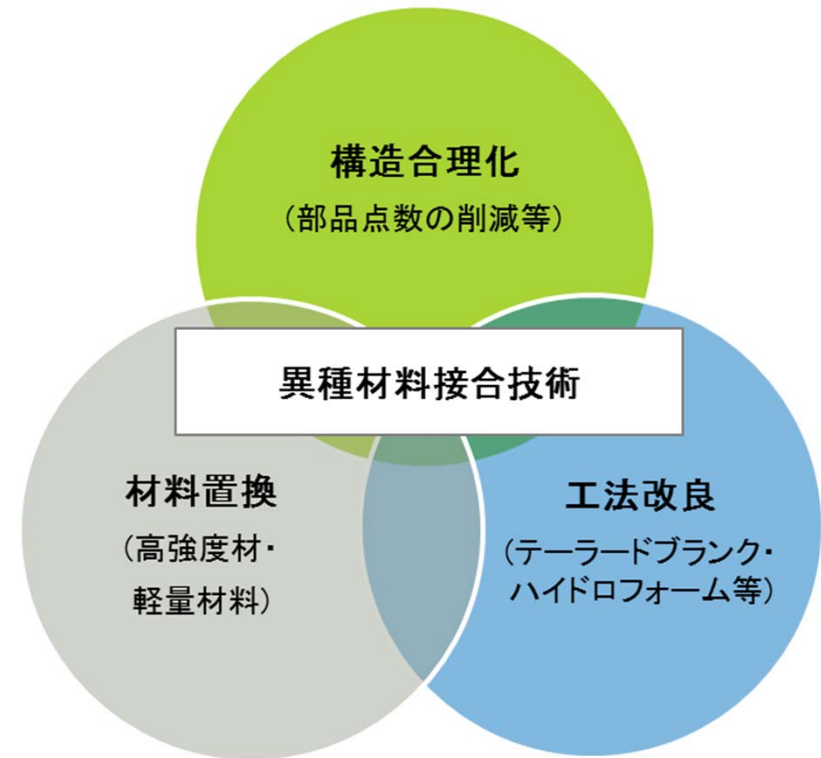 構造合理化
（部品点数の削減等）
異種材料接合技術
材料置換
（高強度材・
軽量材料）
工法改良
（テーラードブランク・
ハイドロフォーム等）